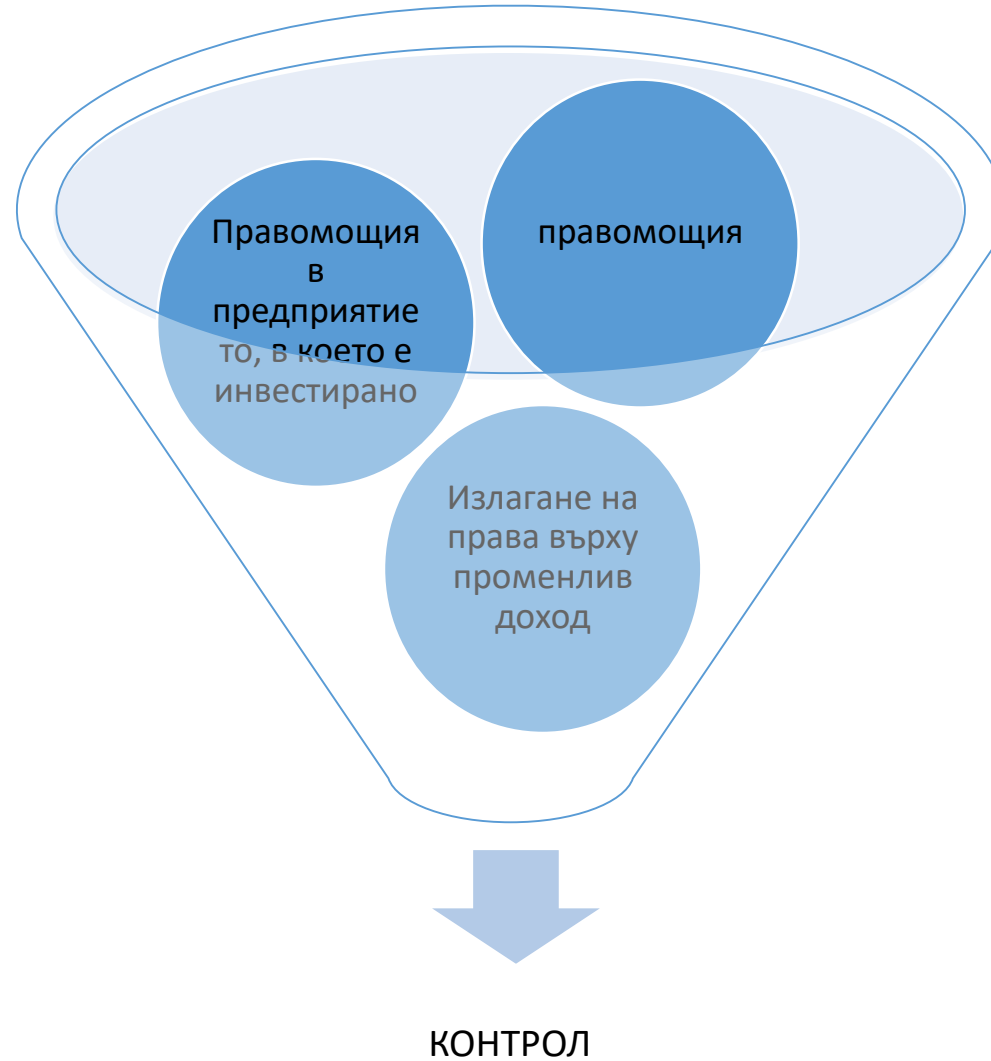 Правомощия
в
предприятие
то, в което е
инвестирано
правомощия
Излагане на
права върху
променлив
доход
КОНТРОЛ